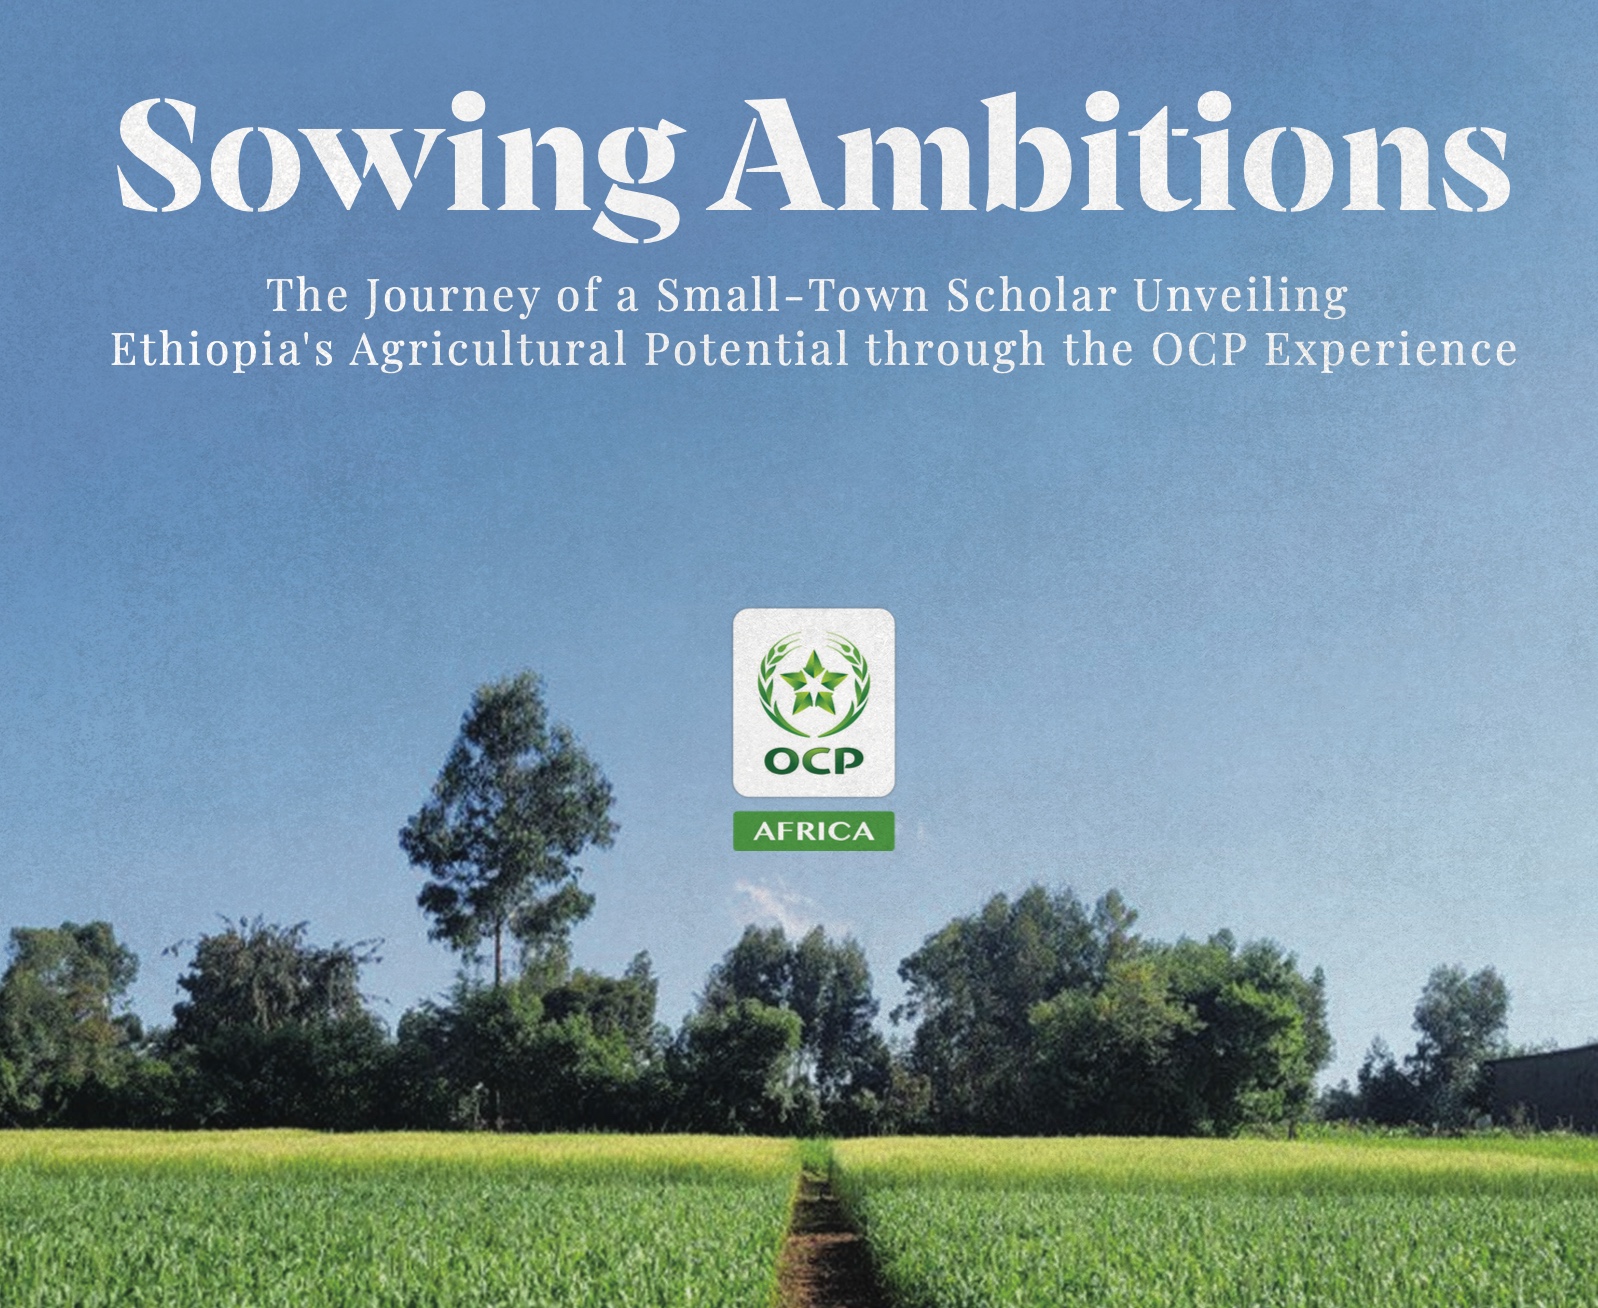 Sowing Ambitions
The Journey of a Small-Town Scholar Unveiling
Ethiopia's Agricultural Potential through the OCP Experience
OCP
AFRICA